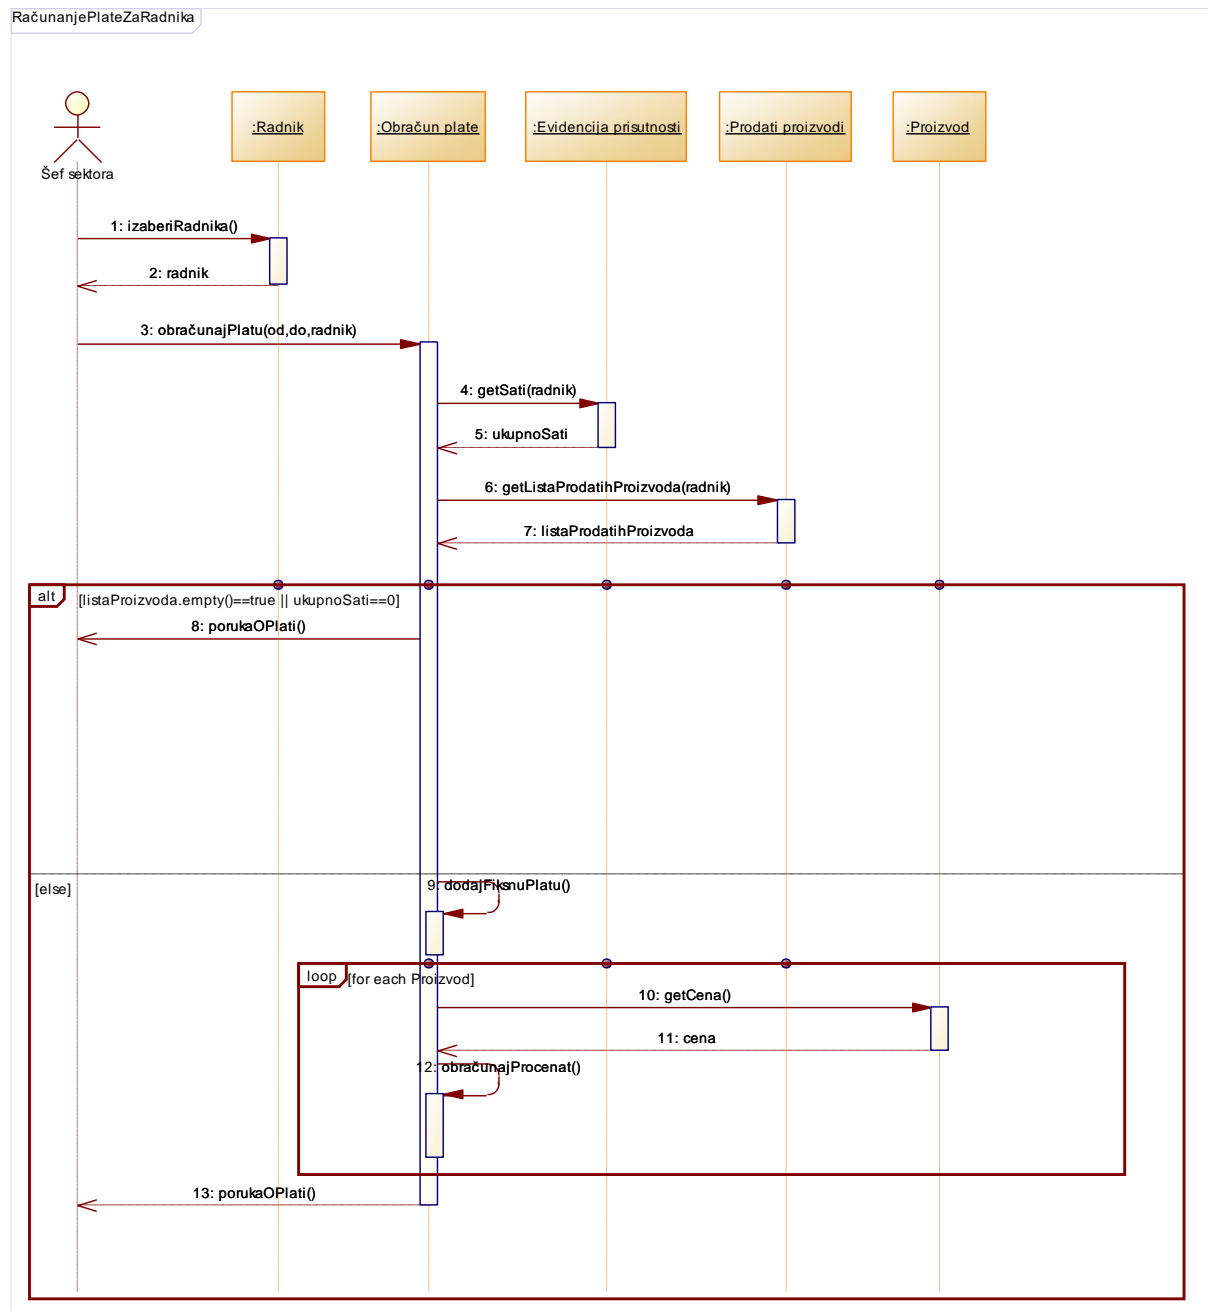 RačunanjePlateZaRadnika
Šef sektora
:Radnik
:Obračun plate
:Evidencija prisutnosti
:Prodati proizvodi
:Proizvod
1: izaberiRadnika()
2: radnik
3: obračunajPlatu(od,do,radnik)
4: getSati(radnik)
5: ukupnoSati
6: getListaProdatihProizvoda(radnik)
7: listaProdatihProizvoda
alt
[listaProizvoda.empty()==true || ukupnoSati==0]
8: porukaOPlati()
[else]
9: dodajFiksnuPlatu()
loop
[for each Proizvod]
10: getCena()
11: cena
12: obračunajProcenat()
13: porukaOPlati()